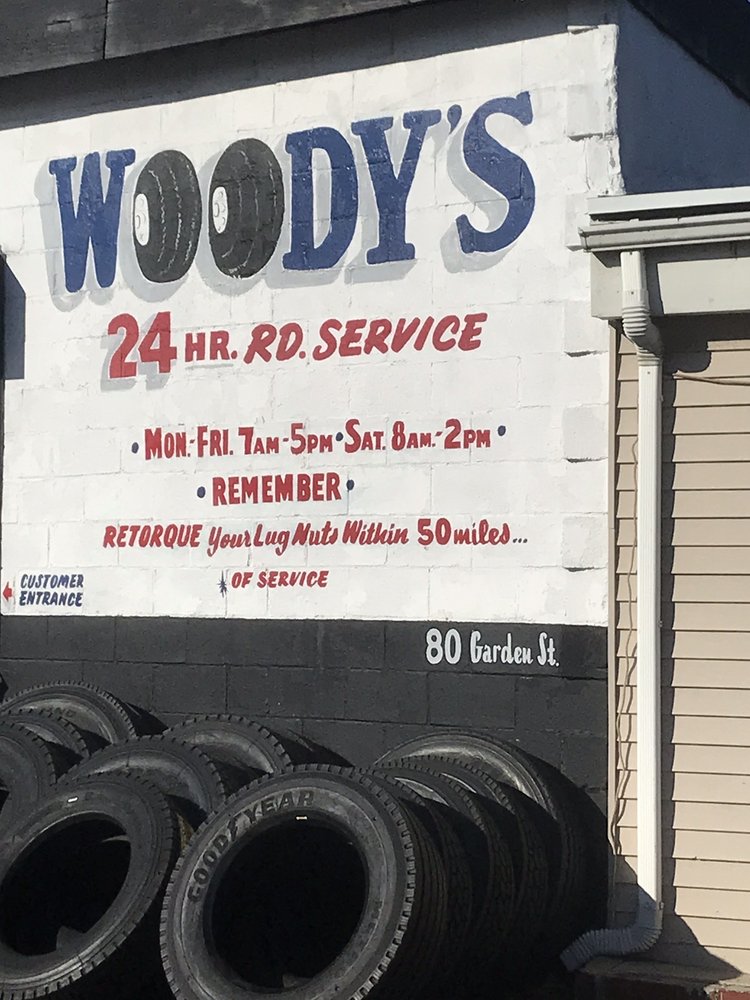 WOODY'S
24 HR. RD. SERVICE
• MON.-FRI. 7AM-5PM • SAT. 8AM.-2PM •
• REMEMBER •
RETORQUE Your Lug Nuts Within 50 miles...
* OF SERVICE
CUSTOMER
ENTRANCE
80 Garden St.
GOODYEAR